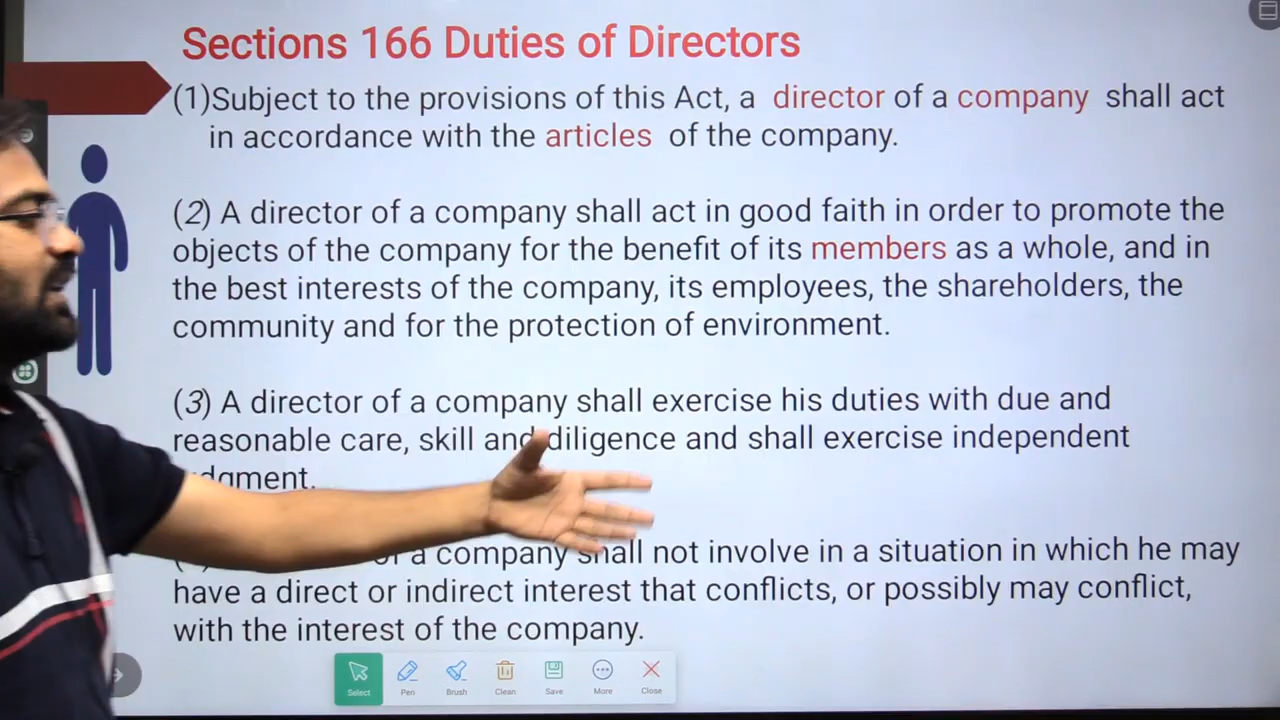 Sections 166 Duties of Directors
(1)Subject to the provisions of this Act, a director of a company shall act
in accordance with the articles of the company.
(2) A director of a company shall act in good faith in order to promote the
objects of the company for the benefit of its members as a whole, and in
the best interests of the company, its employees, the shareholders, the
community and for the protection of environment.
(3) A director of a company shall exercise his duties with due and
reasonable care, skill and diligence and shall exercise independent
a company shall not involve in a situation in which he may
have a direct or indirect interest that conflicts, or possibly may conflict,
with the interest of the company.
Select Pen Brush Clean Save More Close